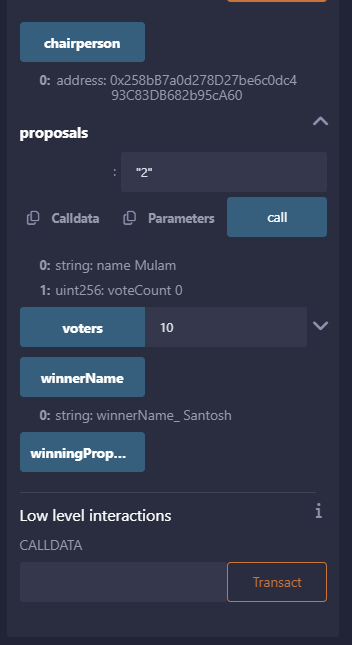 chairperson
0: address: 0x258bB7a0d278D27be6c0dc4
93C83DB682b95cA60
proposals
: "2"
Calldata Parameters call
0: string: name Mulam
1: uint256: voteCount 0
voters 10
winnerName
0: string: winnerName_ Santosh
winningProp...
Low level interactions i
CALLDATA
Transact